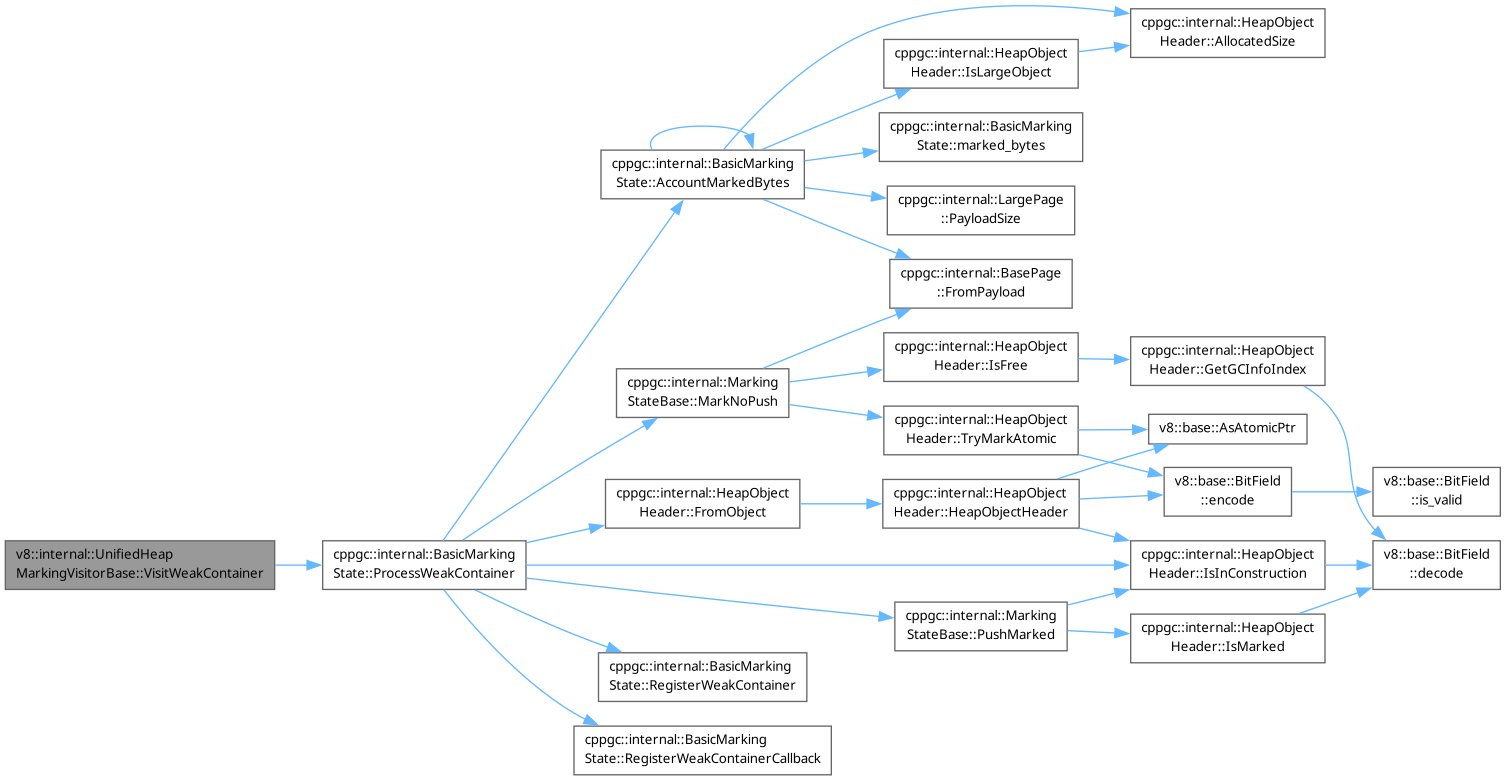 cppgc::internal::HeapObject
Header::AllocatedSize
cppgc::internal::HeapObject
Header::IsLargeObject
cppgc::internal::BasicMarking
State::marked_bytes
cppgc::internal::BasicMarking
State::AccountMarkedBytes
cppgc::internal::LargePage
::PayloadSize
cppgc::internal::BasePage
::FromPayload
cppgc::internal::HeapObject
Header::IsFree
cppgc::internal::HeapObject
Header::GetGCInfoIndex
cppgc::internal::Marking
StateBase::MarkNoPush
cppgc::internal::HeapObject
Header::TryMarkAtomic
v8::base::AsAtomicPtr
v8::base::BitField
::encode
v8::base::BitField
::is_valid
cppgc::internal::HeapObject
Header::FromObject
cppgc::internal::HeapObject
Header::HeapObjectHeader
v8::internal::UnifiedHeap
MarkingVisitorBase::VisitWeakContainer
cppgc::internal::BasicMarking
State::ProcessWeakContainer
cppgc::internal::HeapObject
Header::IsInConstruction
v8::base::BitField
::decode
cppgc::internal::Marking
StateBase::PushMarked
cppgc::internal::HeapObject
Header::IsMarked
cppgc::internal::BasicMarking
State::RegisterWeakContainer
cppgc::internal::BasicMarking
State::RegisterWeakContainerCallback